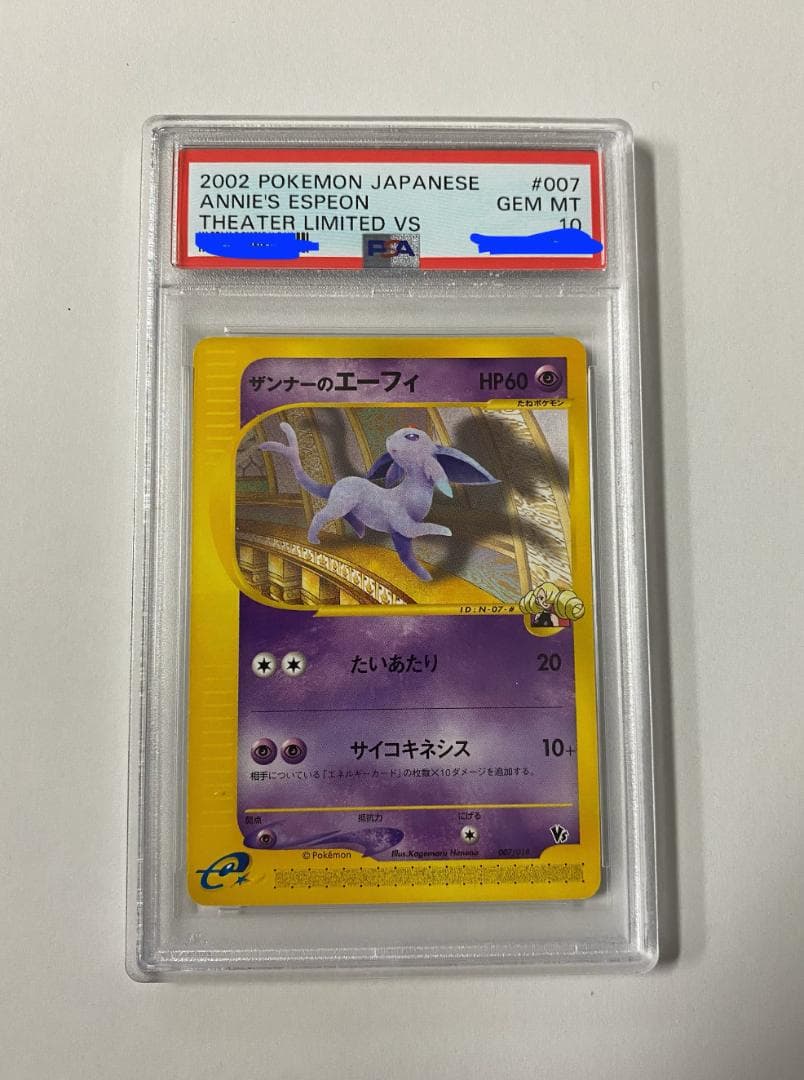 2002 POKEMON JAPANESE #007
ANNIE'S ESPEON GEM MT
THEATER LIMITED VS 10
PSA
ザンナーのエーフィ HP60
たねポケモン
ID:N-07-#
たいあたり 20
サイコキネシス 10+
相手についている「エネルギーカード」の枚数×10ダメージを追加する。
弱点 抵抗力 にげる
©Pokémon Illus.Kagemaru Himeno 007/018 VS
e